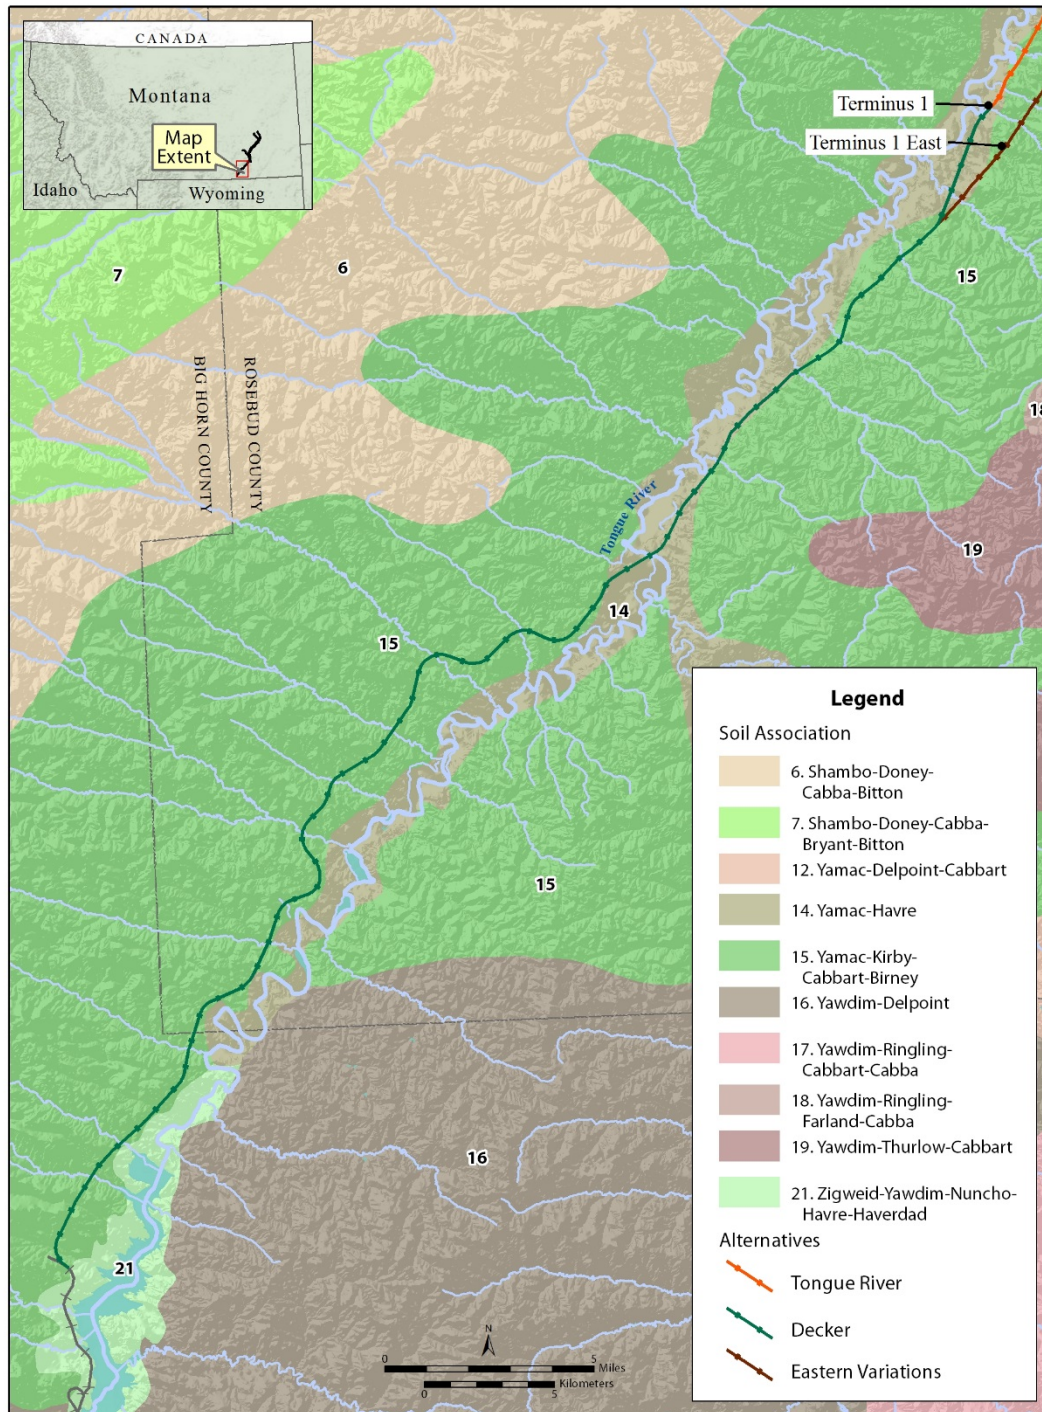 CANADA
Montana
Map
Extent
Idaho
Wyoming
Terminus 1
Terminus 1 East
7
6
15
BIG HORN COUNTY
ROSEBUD COUNTY
18
Tongue River
19
14
15
15
16
21
N
0 5
Miles
Kilometers
0 5
Legend
Soil Association
6. Shambo-Doney-
Cabba-Bitton
7. Shambo-Doney-Cabba-
Bryant-Bitton
12. Yamac-Delpoint-Cabbart
14. Yamac-Havre
15. Yamac-Kirby-
Cabbart-Birney
16. Yawdim-Delpoint
17. Yawdim-Ringling-
Cabbart-Cabba
18. Yawdim-Ringling-
Farland-Cabba
19. Yawdim-Thurlow-Cabbart
21. Zigweid-Yawdim-Nuncho-
Havre-Haverdad
Alternatives
Tongue River
Decker
Eastern Variations